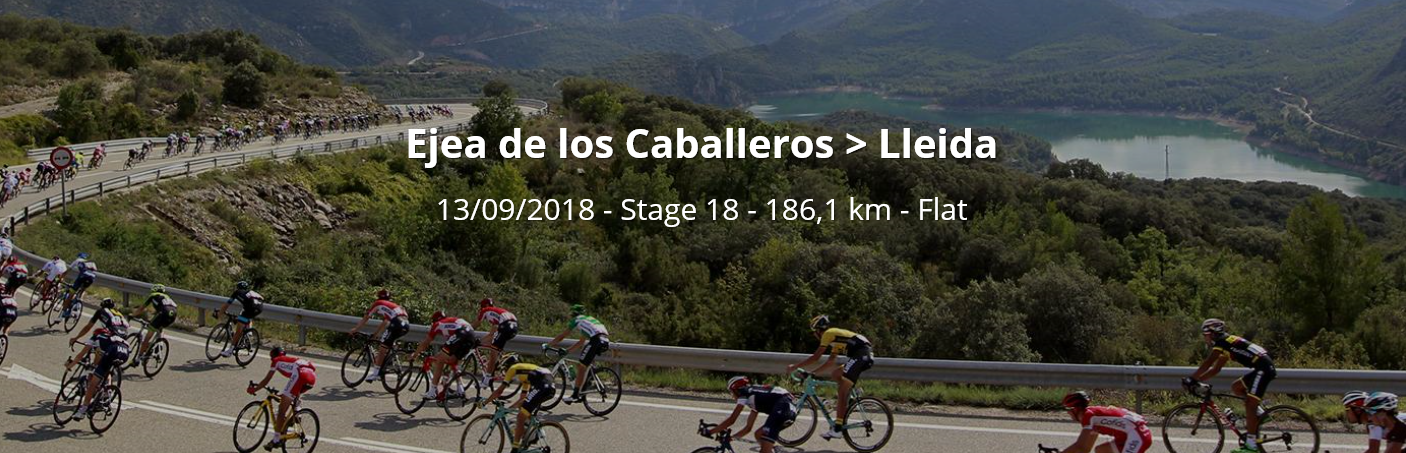 Ejea de los Caballeros > Lleida
13/09/2018 - Stage 18 - 186,1 km - Flat